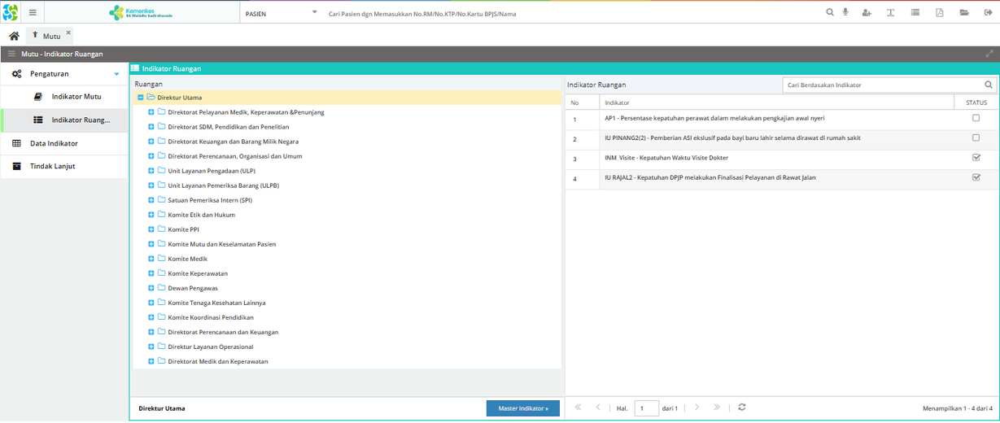 Kemenkes
RS Wahidin Sudirohusodo
PASIEN
Cari Pasien dgn Memasukkan No.RM/No.KTP/No.Kartu BPJS/Nama
Mutu
Mutu - Indikator Ruangan
Pengaturan
Indikator Mutu
Indikator Ruang...
Data Indikator
Tindak Lanjut
Indikator Ruangan
Ruangan
Direktur Utama
Direktorat Pelayanan Medik, Keperawatan &Penunjang
Direktorat SDM, Pendidikan dan Penelitian
Direktorat Keuangan dan Barang Milik Negara
Direktorat Perencanaan, Organisasi dan Umum
Unit Layanan Pengadaan (ULP)
Unit Layanan Pemeriksa Barang (ULPB)
Satuan Pemeriksa Intern (SPI)
Komite Etik dan Hukum
Komite PPI
Komite Mutu dan Keselamatan Pasien
Komite Medik
Komite Keperawatan
Dewan Pengawas
Komite Tenaga Kesehatan Lainnya
Komite Koordinasi Pendidikan
Direktorat Perencanaan dan Keuangan
Direktur Layanan Operasional
Direktorat Medik dan Keperawatan
Direktur Utama
Master Indikator »
Indikator Ruangan
Cari Berdasakan Indikator
No Indikator STATUS
1 AP1 - Persentase kepatuhan perawat dalam melakukan pengkajian awal nyeri
2 IU PINANG2(2) - Pemberian ASI ekslusif pada bayi baru lahir selama dirawat di rumah sakit
3 INM Visite - Kepatuhan Waktu Visite Dokter
4 IU RAJAL2 - Kepatuhan DPJP melakukan Finalisasi Pelayanan di Rawat Jalan
Hal. 1 dari 1
Menampilkan 1 - 4 dari 4